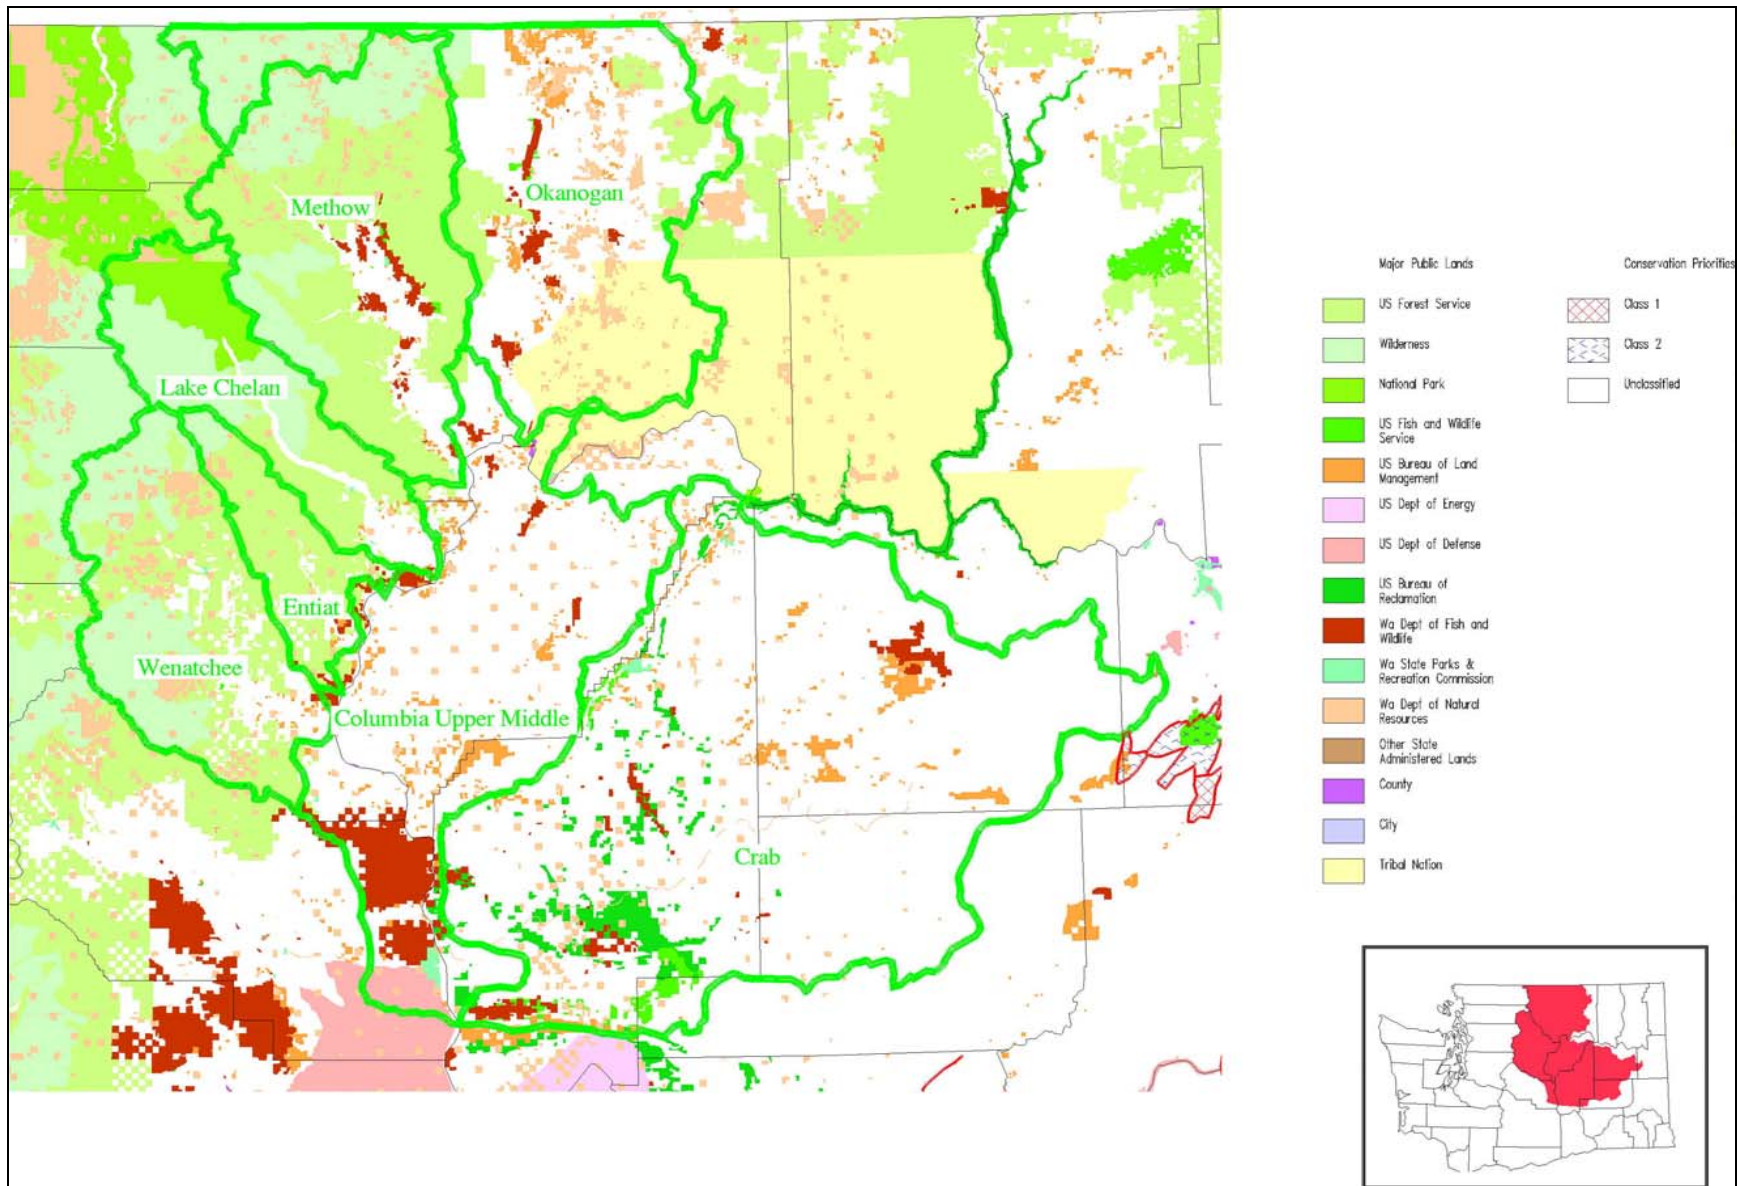 Okanogan
Methow
Lake Chelan
Entiat
Wenatchee
Columbia Upper Middle
Crab
Major Public Lands
US Forest Service
Wilderness
National Park
US Fish and Wildlife
Service
US Bureau of Land
Management
US Dept of Energy
US Dept of Defense
US Bureau of
Reclamation
Wa Dept of Fish and
Wildlife
Wa State Parks &
Recreation Commission
Wa Dept of Natural
Resources
Other State
Administered Lands
County
City
Tribal Nation
Conservation Priorities
Class 1
Class 2
Unclassified